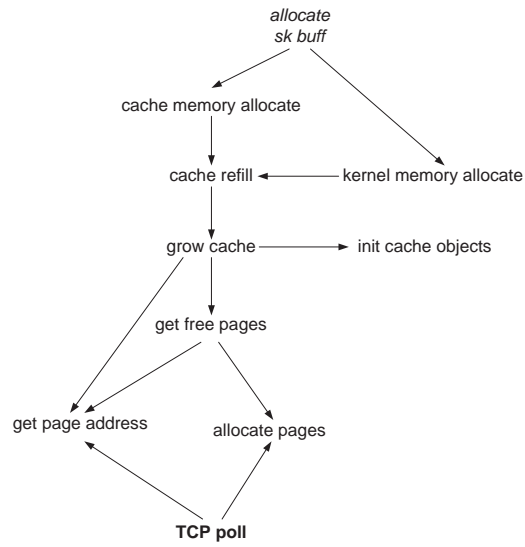 allocate
sk buff
cache memory allocate
cache refill
kernel memory allocate
grow cache
init cache objects
get free pages
get page address
allocate pages
TCP poll